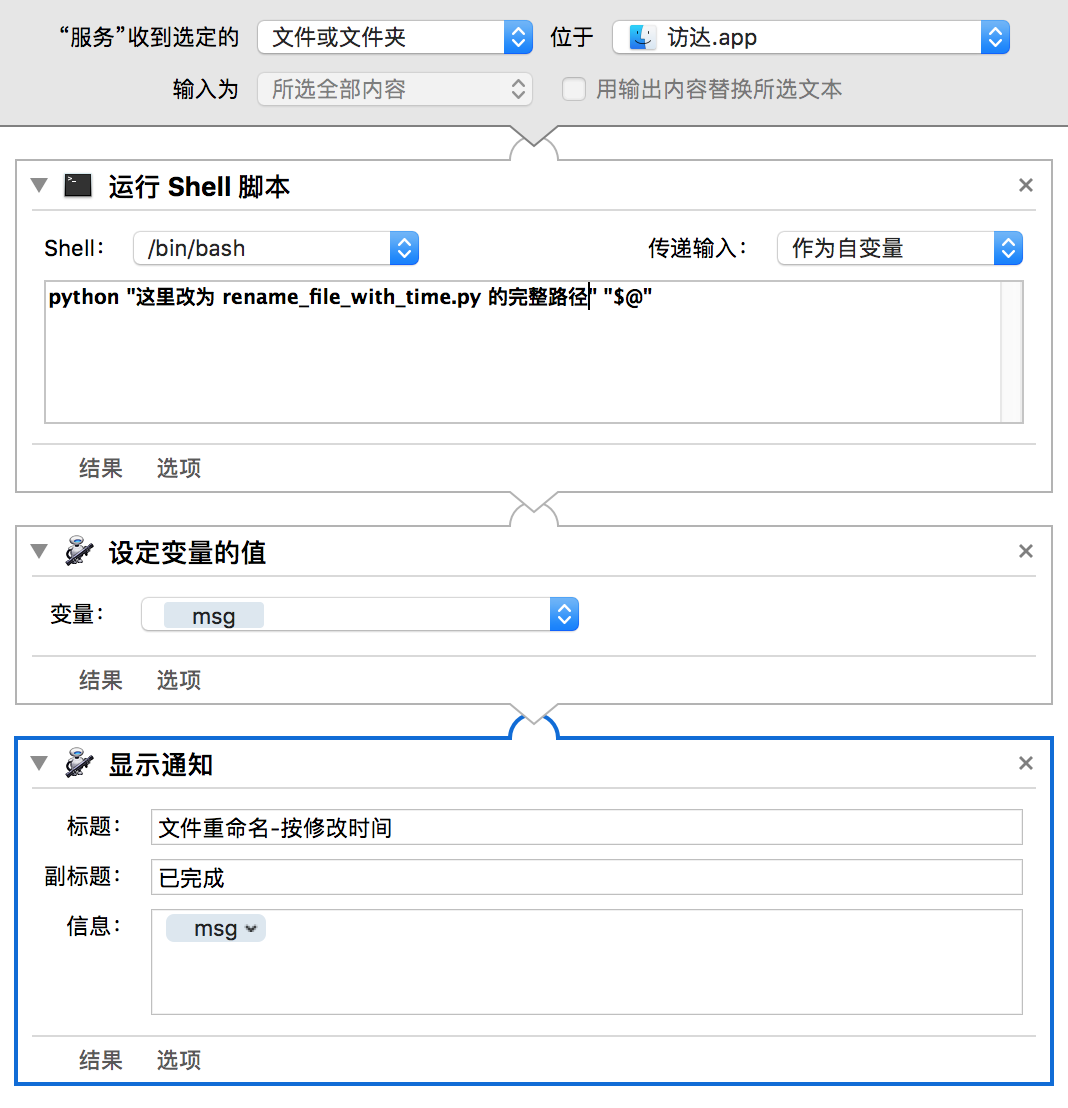 “服务”收到选定的 文件或文件夹 位于 访达.app
输入为 所选全部内容 用输出内容替换所选文本
运行 Shell 脚本
Shell： /bin/bash 传递输入： 作为自变量
python "这里改为 rename_file_with_time.py 的完整路径" "$@"
结果 选项
设定变量的值
变量： msg
结果 选项
显示通知
标题： 文件重命名-按修改时间
副标题： 已完成
信息： msg
结果 选项